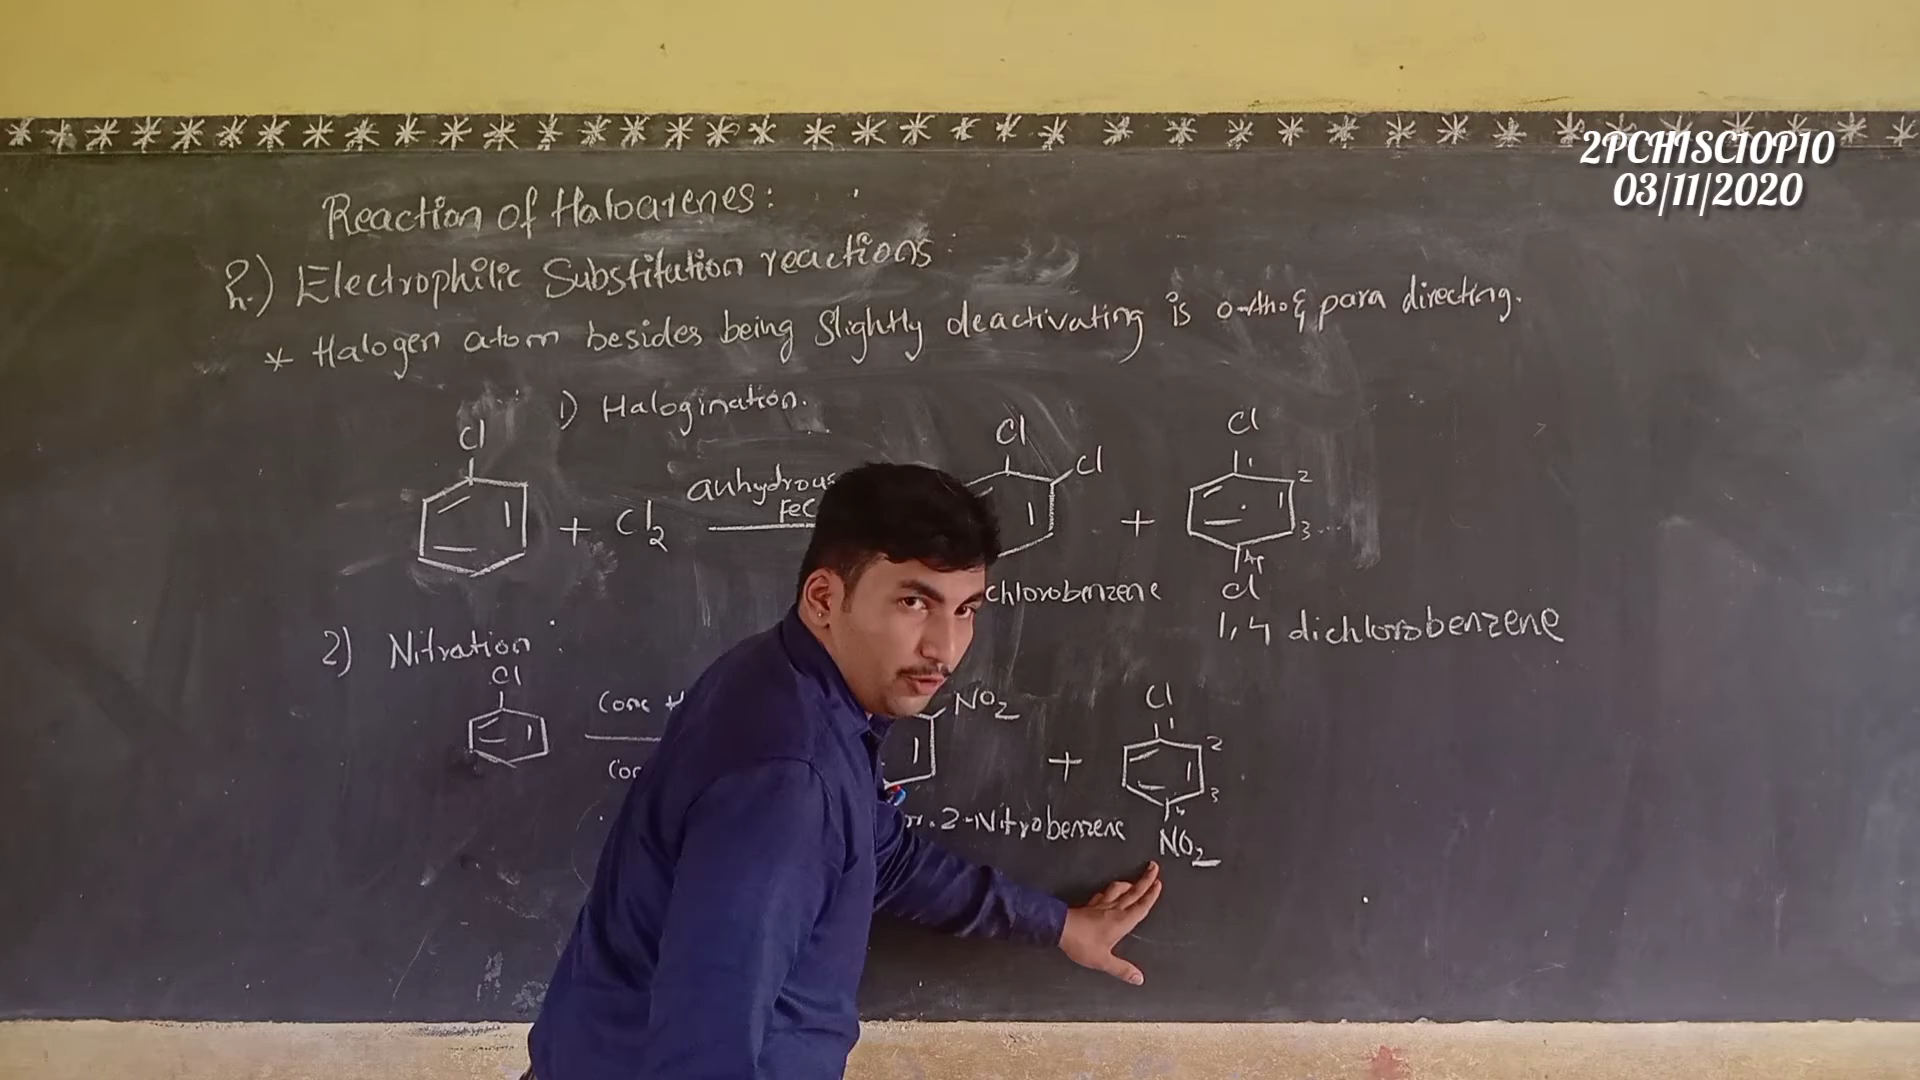 2PCH1SC10P10
03/11/2020
Reaction of Haloarenes:
2.) Electrophilic Substitution reactions:
* Halogen atom besides being Slightly deactivating is ortho & para directing.
1) Halogination.
Cl
+ Cl2
anhydrous
FeC
Cl
Cl
+
Cl
1
2
3
4
Cl
chlorobenzene
1,4 dichlorobenzene
2) Nitration:
Cl
Conc
NO2
+
Cl
1
2
3
4
NO2
2-Nitrobenzene